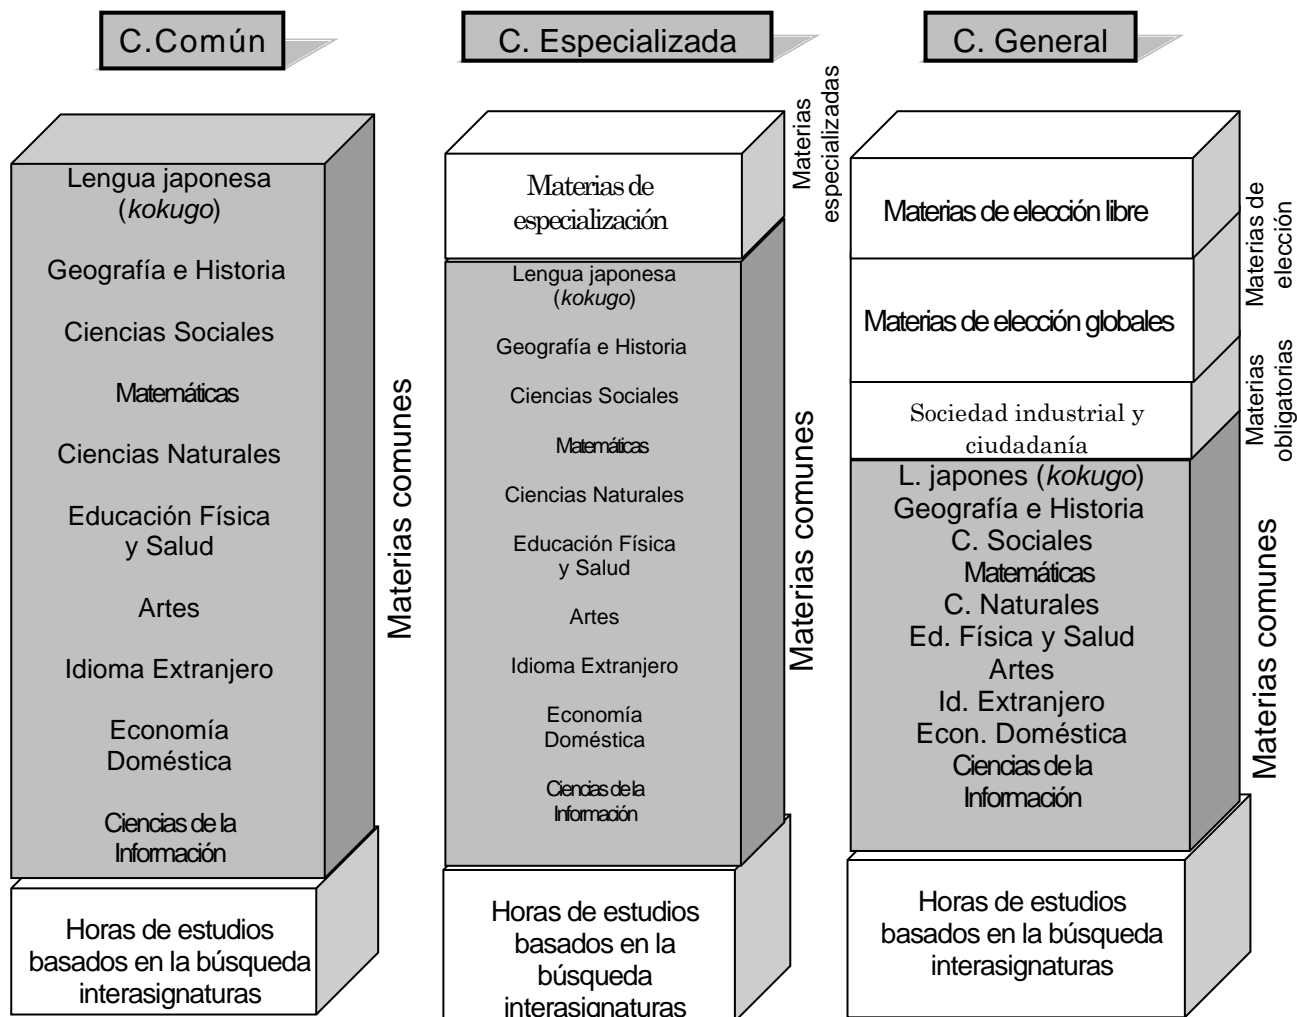 C.Común
Lengua japonesa
(kokugo)
Geografía e Historia
Ciencias Sociales
Matemáticas
Ciencias Naturales
Educación Física
y Salud
Artes
Idioma Extranjero
Economía
Doméstica
Ciencias de la
Información
Materias comunes
Horas de estudios
basados en la búsqueda
interasignaturas
C. Especializada
Materias de
especialización
Materias
especializadas
Lengua japonesa
(kokugo)
Geografía e Historia
Ciencias Sociales
Matemáticas
Ciencias Naturales
Educación Física
y Salud
Artes
Idioma Extranjero
Economía
Doméstica
Ciencias de la
Información
Materias comunes
Horas de estudios
basados en la
búsqueda
interasignaturas
C. General
Materias de elección libre
Materias de elección globales
Materias de
elección
Sociedad industrial y
ciudadanía
Materias
obligatorias
L. japones (kokugo)
Geografía e Historia
C. Sociales
Matemáticas
C. Naturales
Ed. Física y Salud
Artes
Id. Extranjero
Econ. Doméstica
Ciencias de la
Información
Materias comunes
Horas de estudios
basados en la búsqueda
interasignaturas